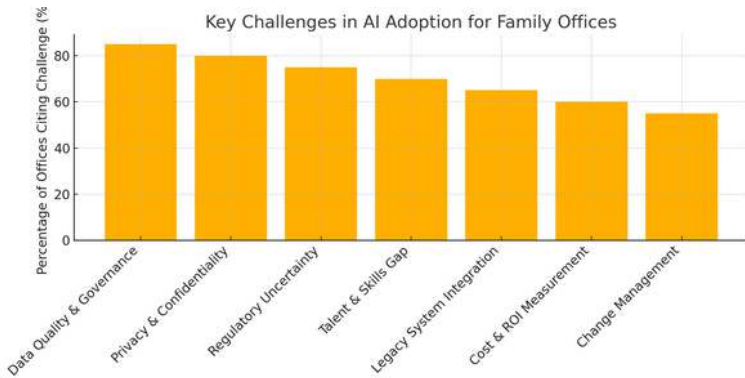 Key Challenges in AI Adoption for Family Offices
Percentage of Offices Citing Challenge (%
80
60
40
20
0
Data Quality & Governance
Privacy & Confidentiality
Regulatory Uncertainty
Talent & Skills Gap
Legacy System Integration
Cost & ROI Measurement
Change Management